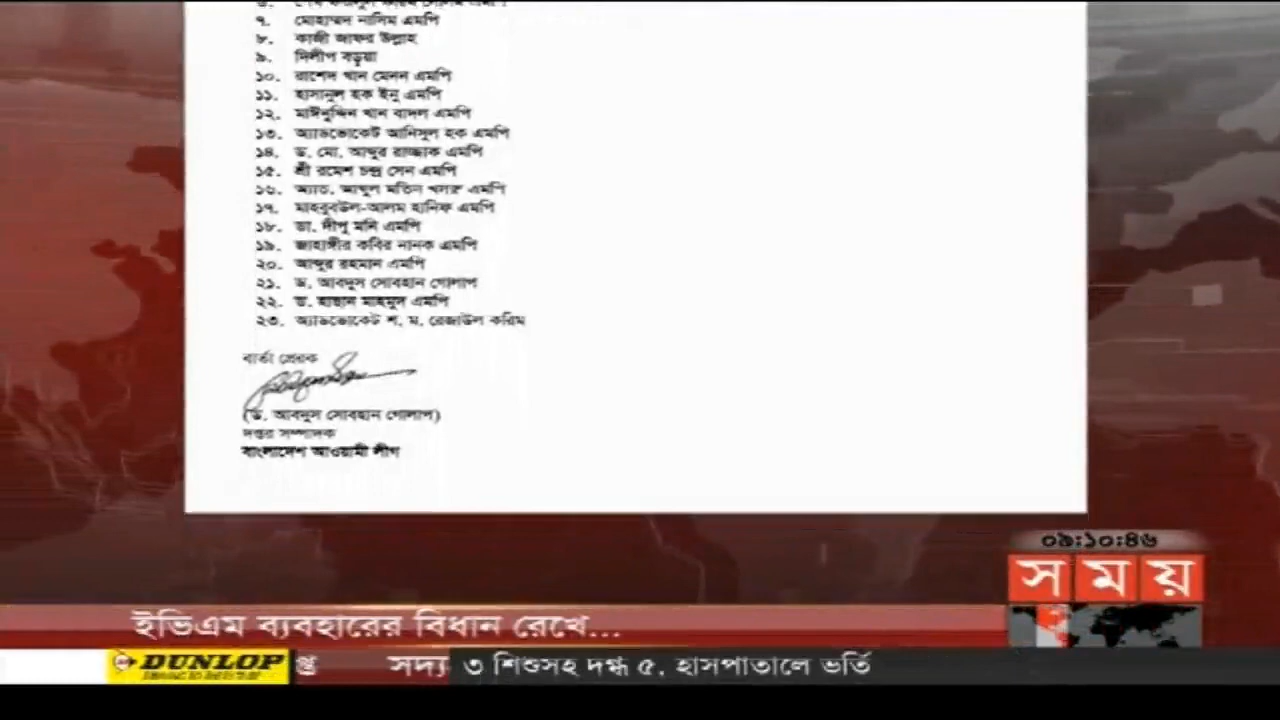 ৭. মোহাম্মদ নাসিম এমপি
৮. কাজী জাফর উল্লাহ
৯. দিলীপ বড়ুয়া
১০. রাশেদ খান মেনন এমপি
১১. হাসানুল হক ইনু এমপি
১২. মাঈনুদ্দিন খান বাদল এমপি
১৩. অ্যাডভোকেট আনিসুল হক এমপি
১৪. ড. মো. আব্দুর রাজ্জাক এমপি
১৫. শ্রী রমেশ চন্দ্র সেন এমপি
১৬. অ্যাড. আব্দুল মতিন খসরু এমপি
১৭. মাহবুবউল-আলম হানিফ এমপি
১৮. ডা. দীপু মনি এমপি
১৯. জাহাঙ্গীর কবির নানক এমপি
২০. আব্দুর রহমান এমপি
২১. ড. আবদুস সোবহান গোলাপ
২২. ড. হাছান মাহমুদ এমপি
২৩. অ্যাডভোকেট শ. ম. রেজাউল করিম
বার্তা প্রেরক
(ড. আবদুস সোবহান গোলাপ)
দপ্তর সম্পাদক
বাংলাদেশ আওয়ামী লীগ
০৯:১০:৪৬
সময়
ইভিএম ব্যবহারের বিধান রেখে...
DUNLOP
প্ত সদ্য ৩ শিশুসহ দগ্ধ ৫, হাসপাতালে ভর্তি